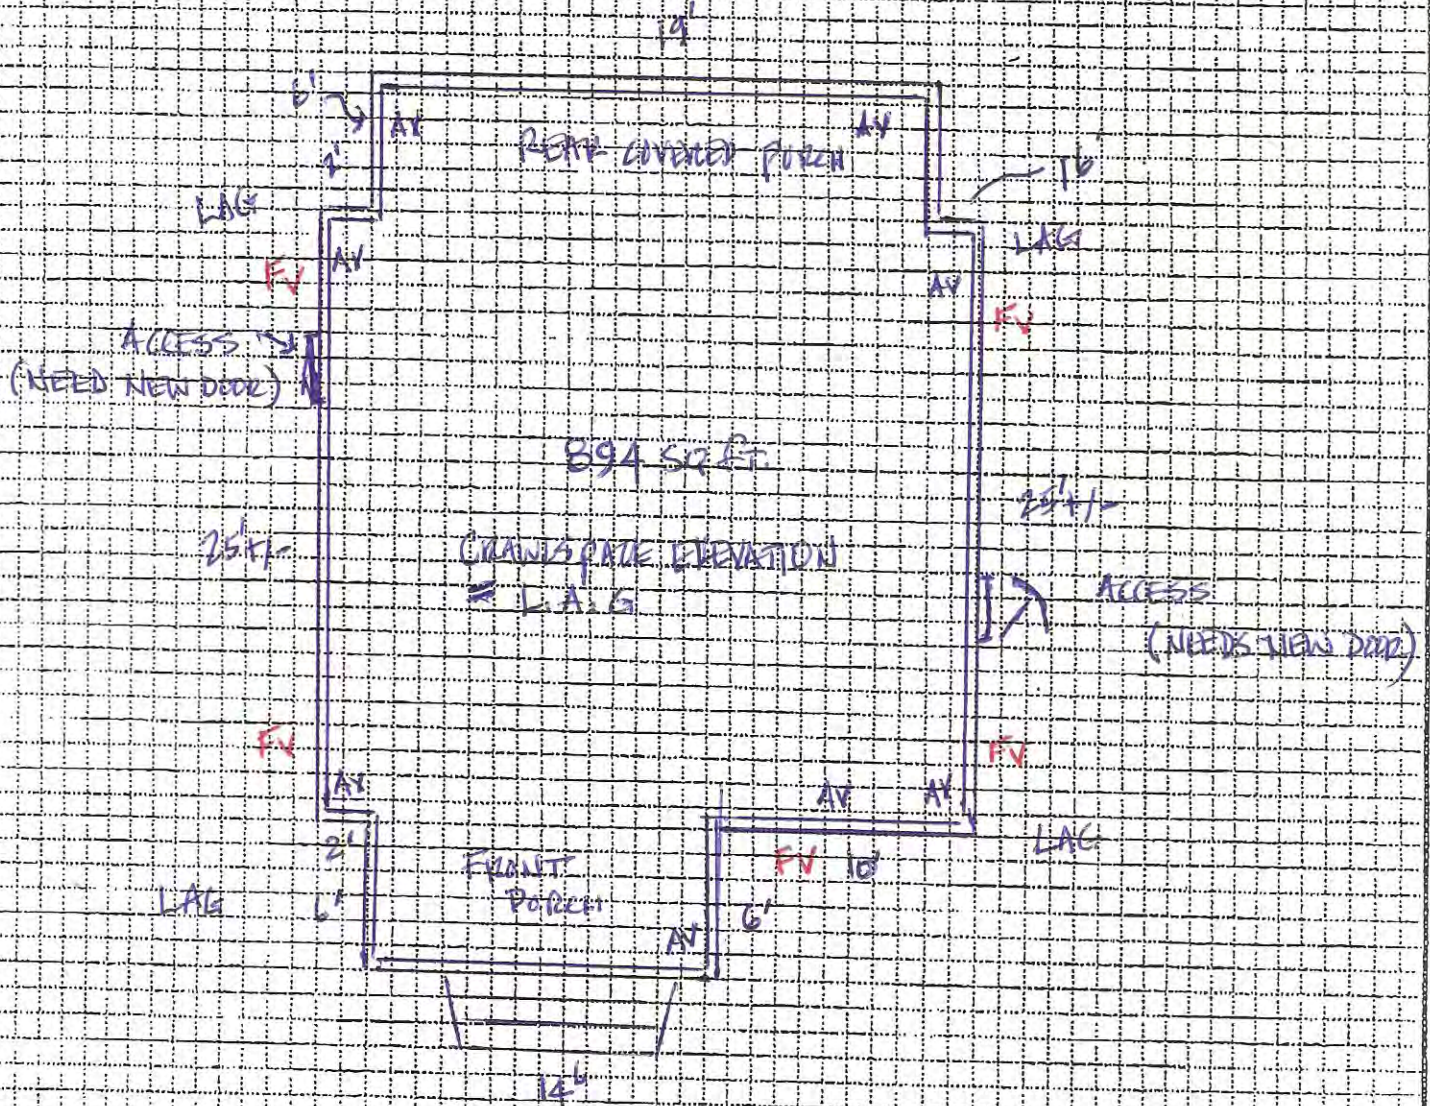 19'
6'
AV
AV
REAR COVERED PORCH
2'
LAG
LAG
AV
FV
AV
FV
ACCESS
(NEED NEW DOOR)
894 SQ FT.
25'+/-
25'+/-
CRAWLSPACE ELEVATION
= L.A.G
ACCESS
(NEEDS NEW DOOR)
FV
FV
AV
AV
AV
LAG
2'
FRONT
PORCH
FV 10'
LAG
6'
6'
AV
14⁶